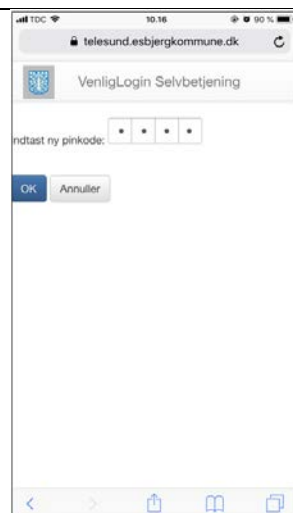 TDC 10.16 90 %
telesund.esbjergkommune.dk
VenligLogin Selvbetjening
ndtast ny pinkode: • • • •
OK Annuller